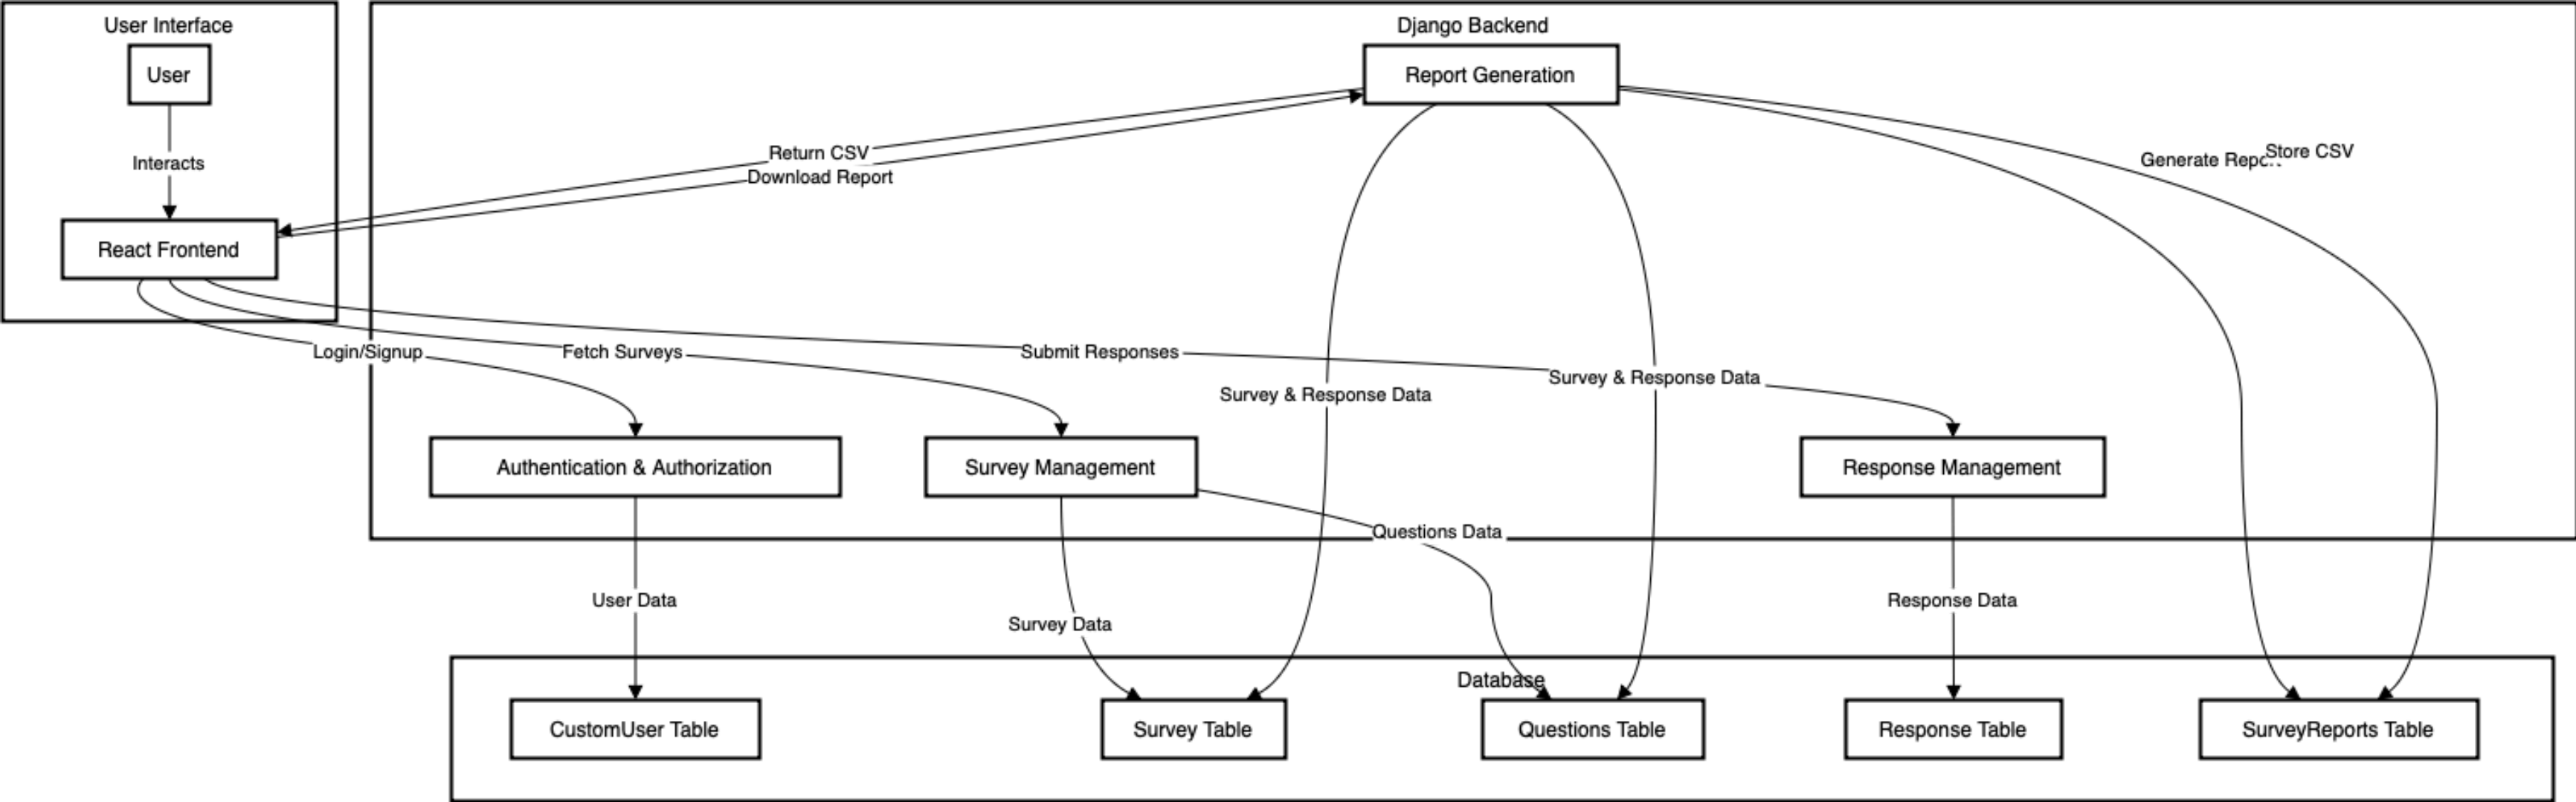 User Interface
Django Backend
User
Report Generation
Interacts
Return CSV
Download Report
Generate Report
Store CSV
React Frontend
Login/Signup
Fetch Surveys
Submit Responses
Survey & Response Data
Survey & Response Data
Authentication & Authorization
Survey Management
Response Management
Questions Data
User Data
Survey Data
Response Data
Database
CustomUser Table
Survey Table
Questions Table
Response Table
SurveyReports Table